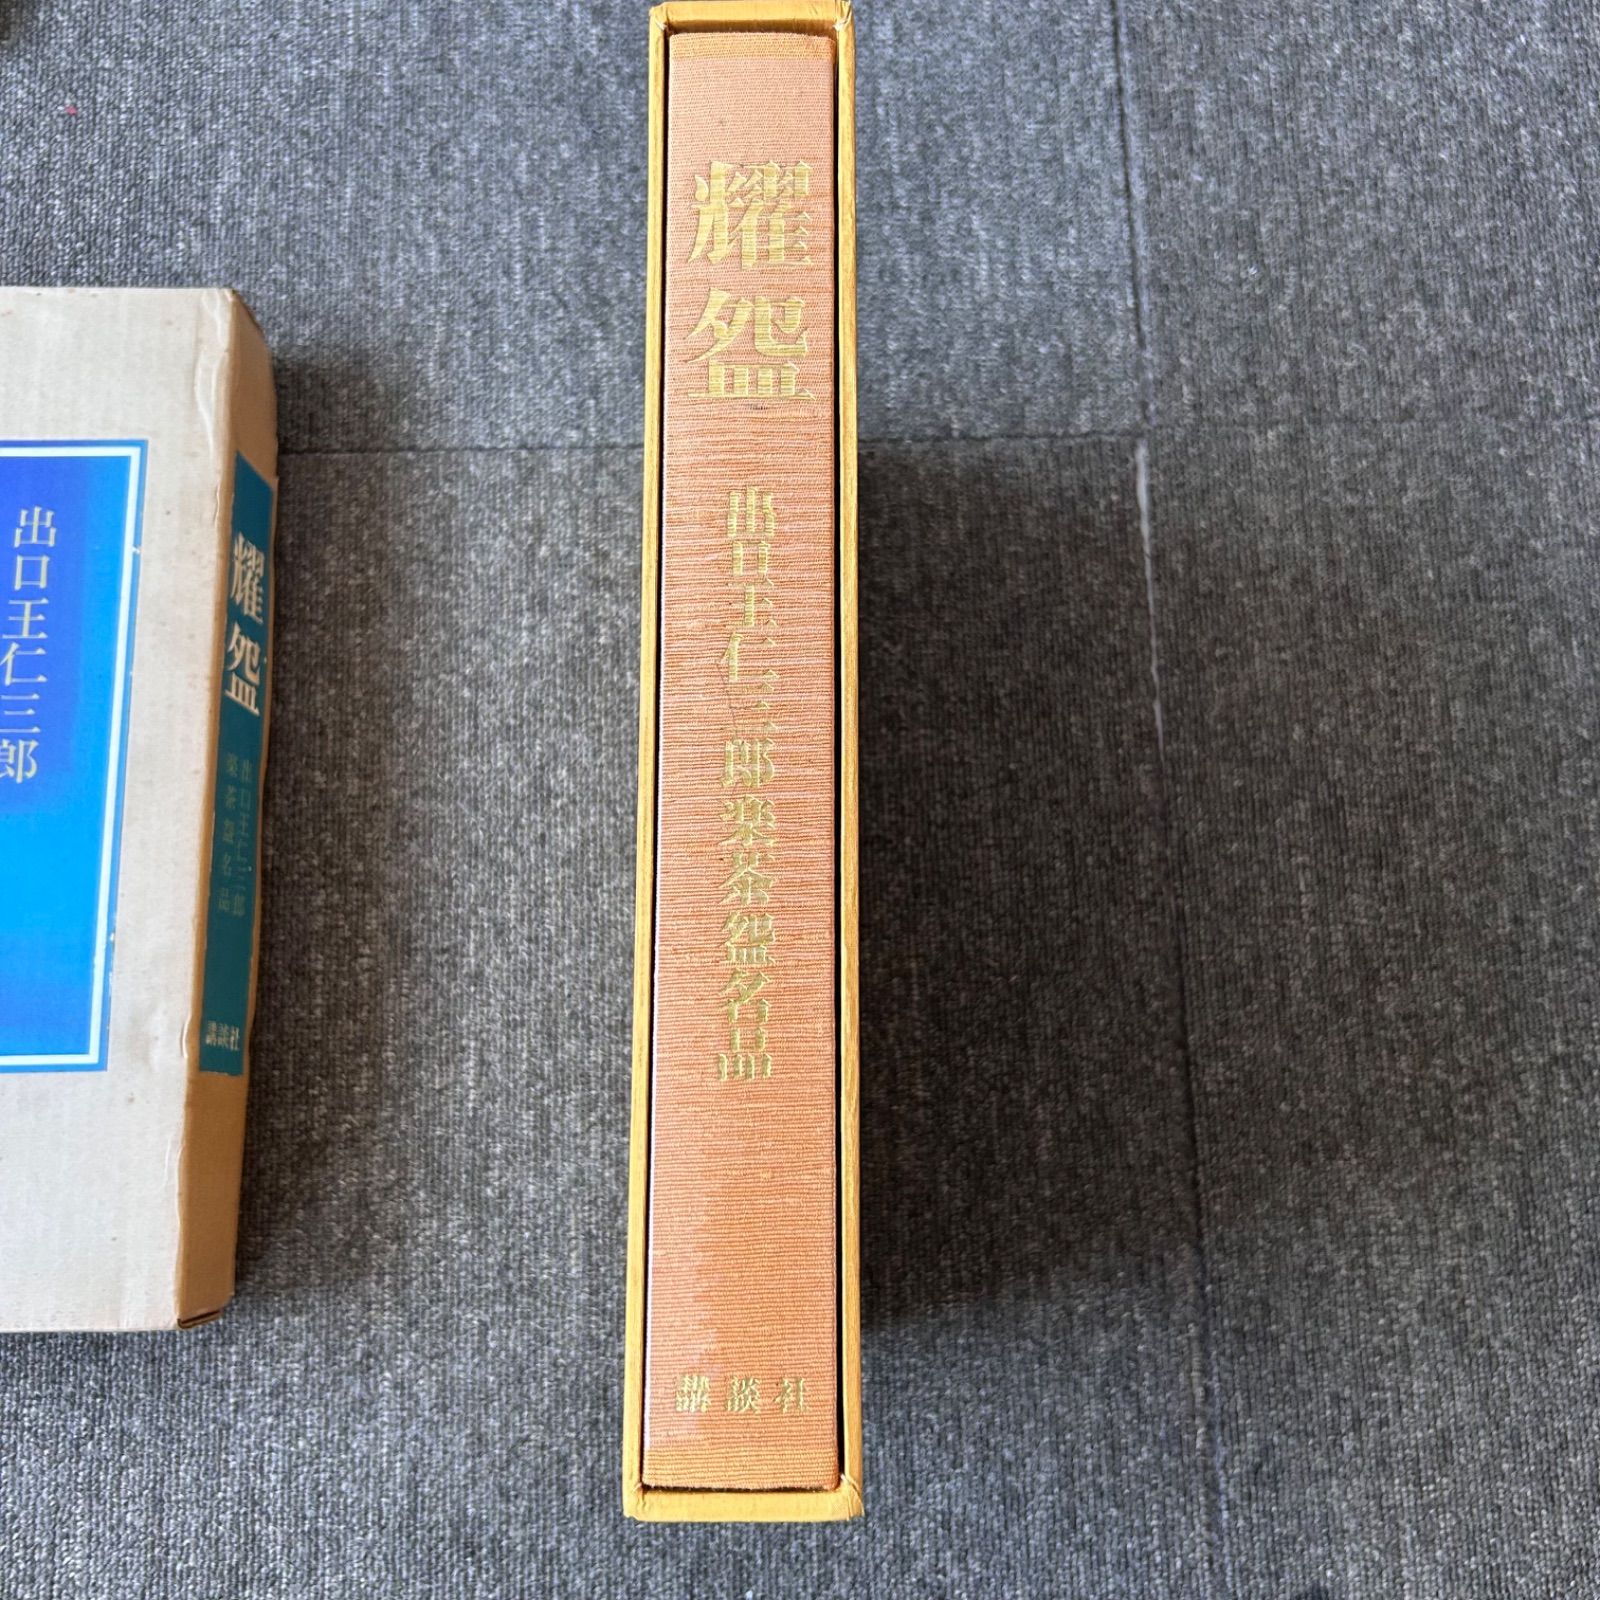 耀盌
出口王仁三郎楽茶盌名品
講談社
出口王仁三郎
耀盌
出口王仁三郎
楽茶盌名品
講談社